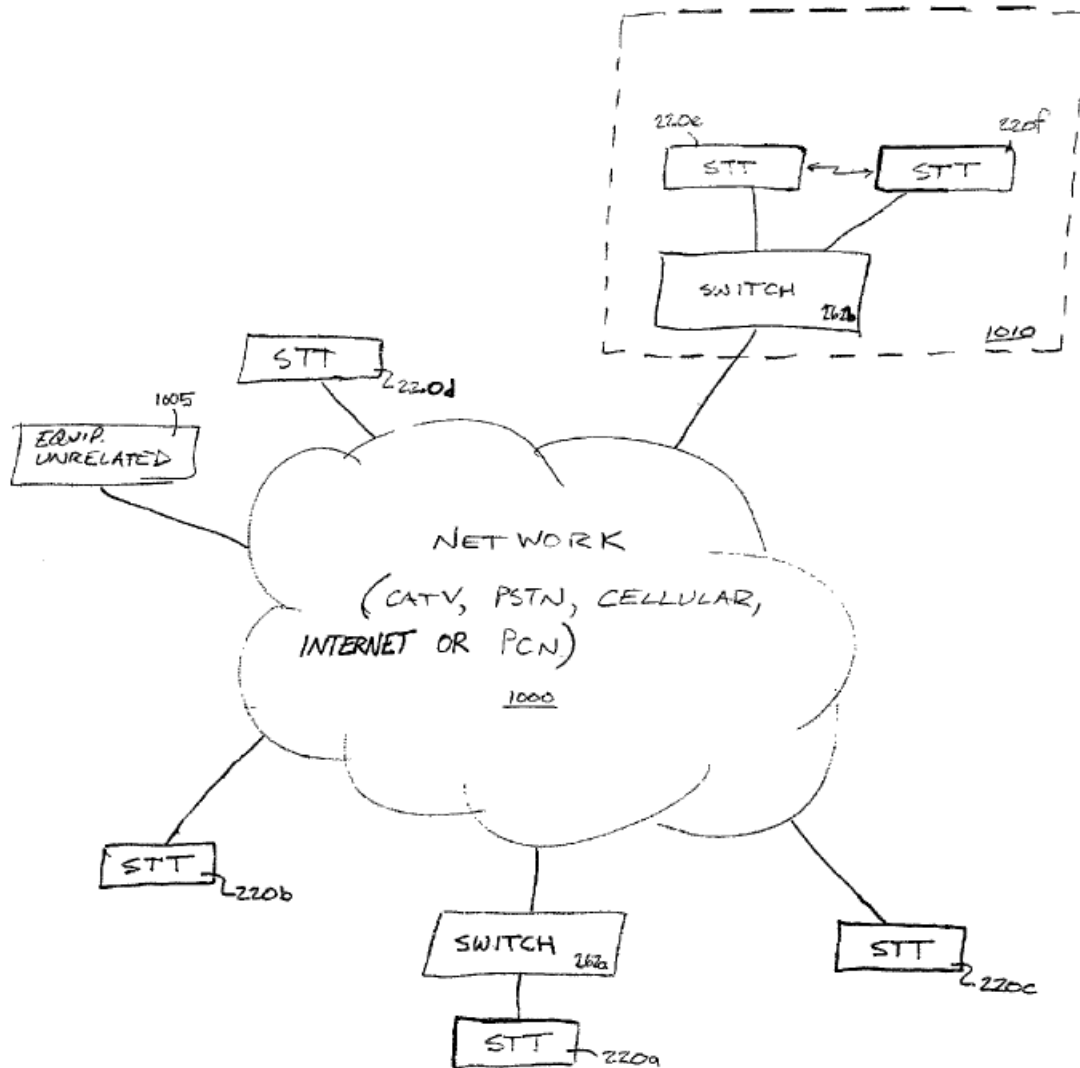 220e
220f
STT
STT
SWITCH
262b
1010
STT
220d
1005
EQUIP.
UNRELATED
NETWORK
(CATV, PSTN, CELLULAR,
INTERNET OR PCN)
1000
STT
220b
SWITCH
262a
STT
220c
STT
220a